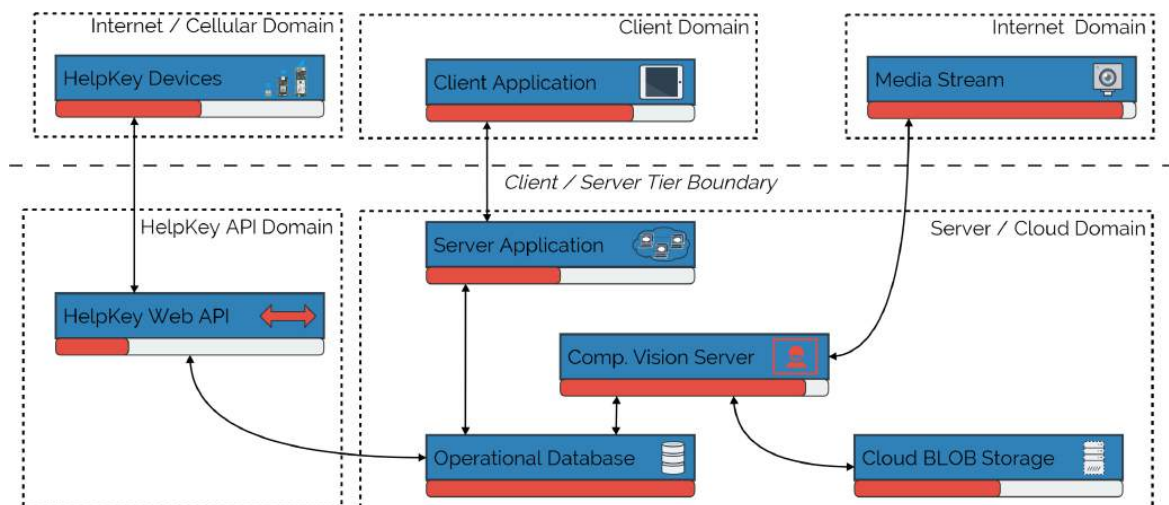 Internet / Cellular Domain
Client Domain
Internet Domain
HelpKey Devices
Client Application
Media Stream
Client / Server Tier Boundary
HelpKey API Domain
Server / Cloud Domain
Server Application
HelpKey Web API
Comp. Vision Server
Operational Database
Cloud BLOB Storage